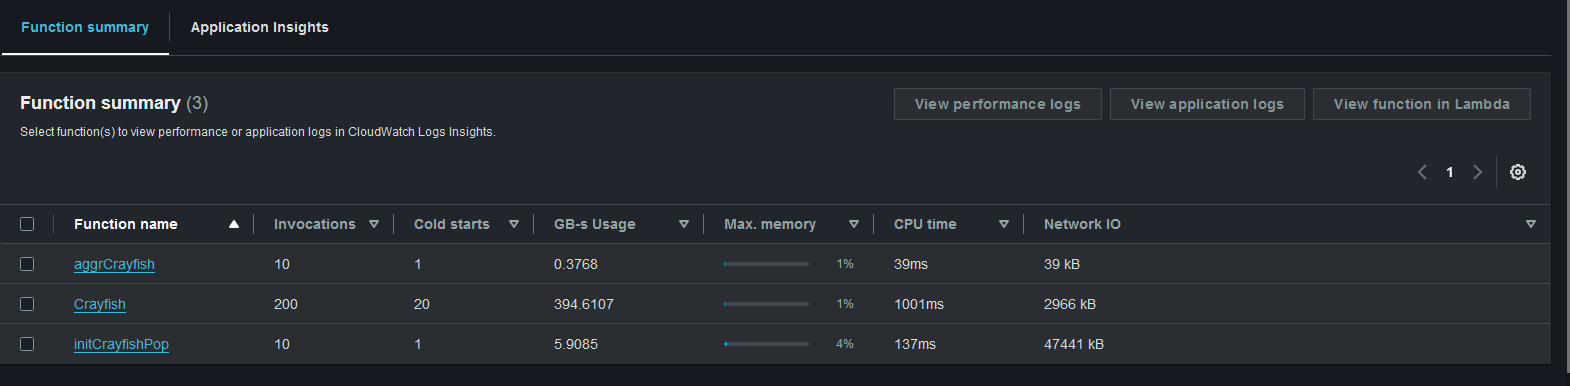 Function summary Application Insights
Function summary (3) View performance logs View application logs View function in Lambda
Select function(s) to view performance or application logs in CloudWatch Logs Insights.
1
Function name Invocations Cold starts GB-s Usage Max. memory CPU time Network IO
aggrCrayfish 10 1 0.3768 1% 39ms 39 kB
Crayfish 200 20 394.6107 1% 1001ms 2966 kB
initCrayfishPop 10 1 5.9085 4% 137ms 47441 kB